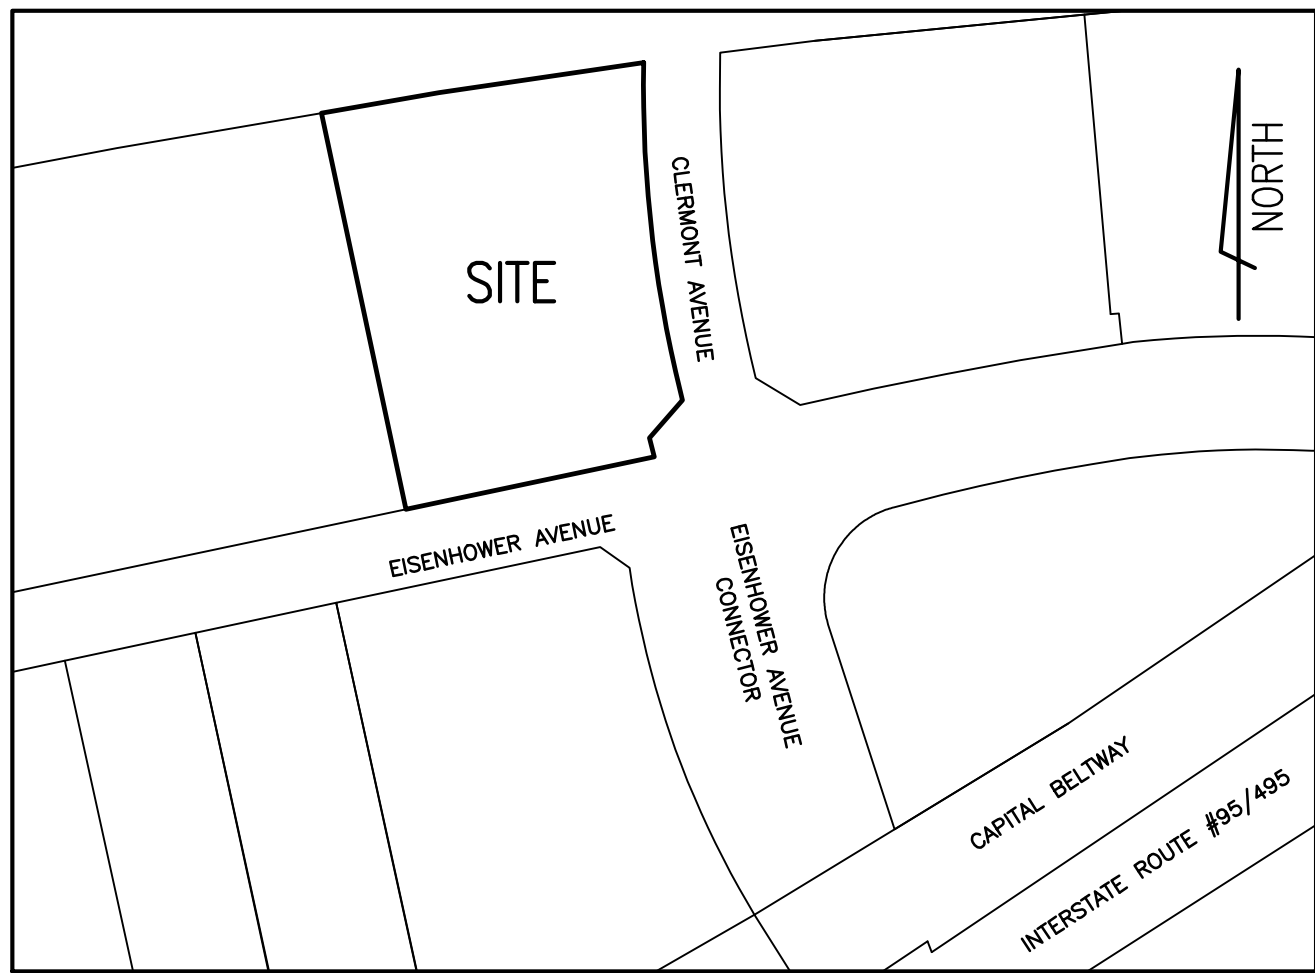 NORTH
CLERMONT AVENUE
SITE
EISENHOWER AVENUE
EISENHOWER AVENUE
CONNECTOR
CAPITAL BELTWAY
INTERSTATE ROUTE #95/495